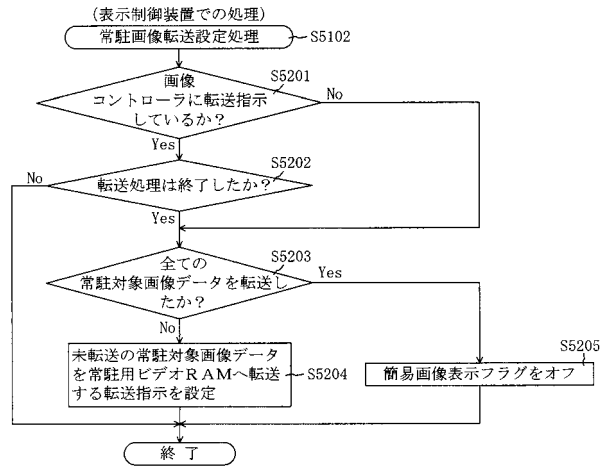 (表示制御装置での処理)
常駐画像転送設定処理
S5102
画像
コントローラに転送指示
しているか?
S5201
No
Yes
転送処理は終了したか?
S5202
No
Yes
全ての
常駐対象画像データを転送し
たか?
S5203
Yes
No
未転送の常駐対象画像データ
を常駐用ビデオRAMへ転送
する転送指示を設定
S5204
簡易画像表示フラグをオフ
S5205
終 了